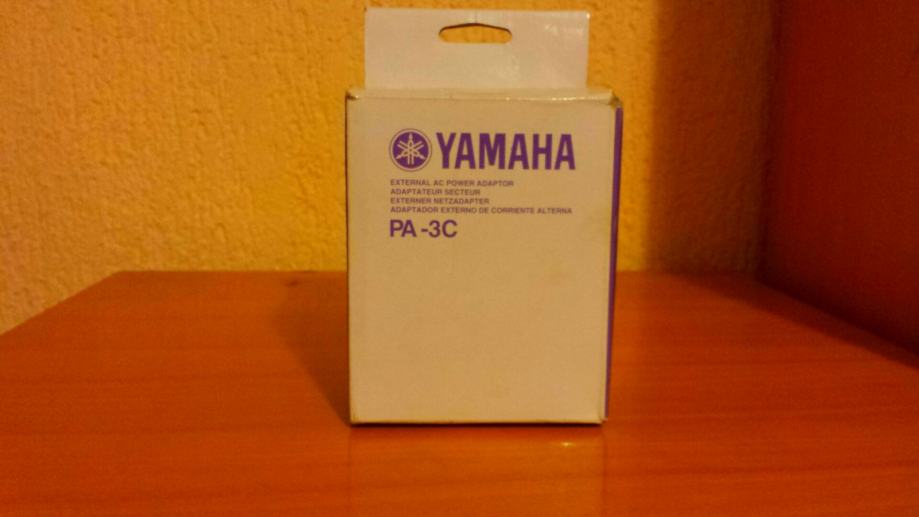 YAMAHA
EXTERNAL AC POWER ADAPTOR
ADAPTATEUR SECTEUR
EXTERNER NETZADAPTER
ADAPTADOR EXTERNO DE CORRIENTE ALTERNA
PA-3C